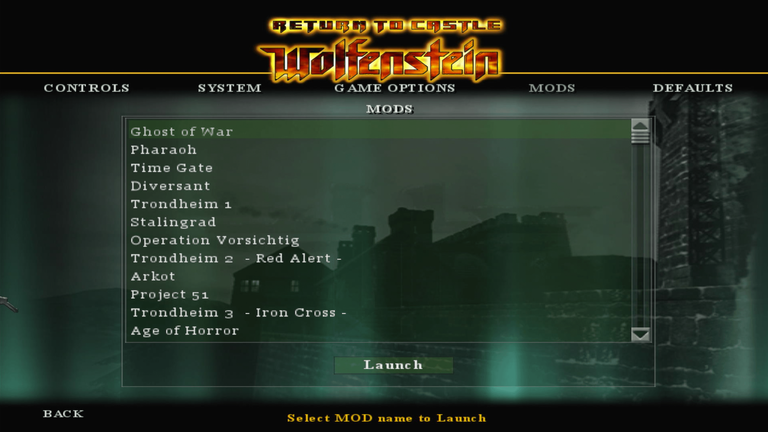 RETURN TO CASTLE
Wolfenstein
CONTROLS SYSTEM GAME OPTIONS MODS DEFAULTS
MODS
Ghost of War
Pharaoh
Time Gate
Diversant
Trondheim 1
Stalingrad
Operation Vorsichtig
Trondheim 2 - Red Alert -
Arkot
Project 51
Trondheim 3 - Iron Cross -
Age of Horror
Launch
BACK
Select MOD name to Launch